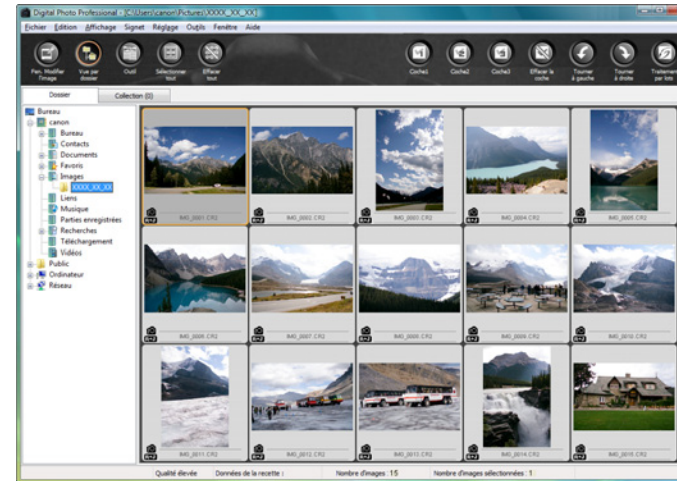 Digital Photo Professional - [C:\Users\canon\Pictures\XXXX_XX_XX]
Fichier Edition Affichage Signet Réglage Outils Fenêtre Aide
Fen. Modifier l'image
Vue par dossier
Outil
Sélectionner tout
Effacer tout
Coche1
Coche2
Coche3
Effacer la coche
Tourner à gauche
Tourner à droite
Traitement par lots
Dossier
Collection (0)
Bureau
canon
Bureau
Contacts
Documents
Favoris
Images
XXXX_XX_XX
Liens
Musique
Parties enregistrées
Recherches
Téléchargement
Vidéos
Public
Ordinateur
Réseau
IMG_0001.CR2
IMG_0002.CR2
IMG_0003.CR2
IMG_0004.CR2
IMG_0005.CR2
IMG_0006.CR2
IMG_0007.CR2
IMG_0008.CR2
IMG_0009.CR2
IMG_0010.CR2
IMG_0011.CR2
IMG_0012.CR2
IMG_0013.CR2
IMG_0014.CR2
IMG_0015.CR2
Qualité élevée Données de la recette : Nombre d'images : 15 Nombre d'images sélectionnées : 1